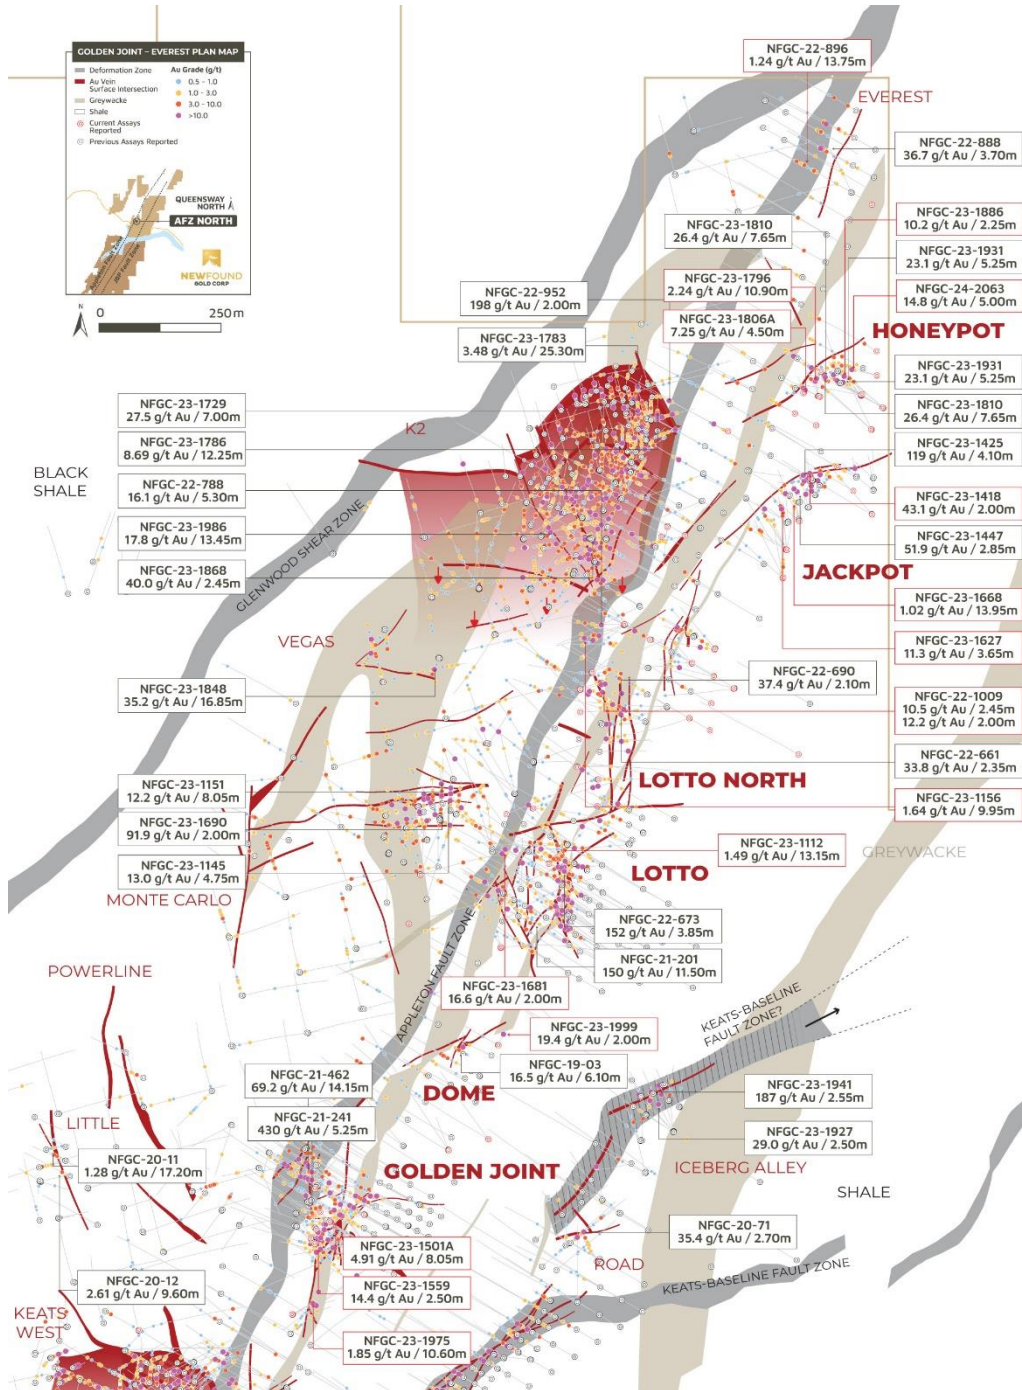 GOLDEN JOINT – EVEREST PLAN MAP
Deformation Zone
Au Vein
Surface Intersection
Greywacke
Shale
Current Assays
Reported
Previous Assays Reported
Au Grade (g/t)
0.5 - 1.0
1.0 - 3.0
3.0 - 10.0
>10.0
QUEENSWAY
NORTH
AFZ NORTH
Appleton Fault Zone
JBP Fault Zone
NEWFOUND
GOLD CORP
N
0
250 m
NFGC-22-896
1.24 g/t Au / 13.75m
EVEREST
NFGC-22-888
36.7 g/t Au / 3.70m
NFGC-23-1886
10.2 g/t Au / 2.25m
NFGC-23-1810
26.4 g/t Au / 7.65m
NFGC-23-1931
23.1 g/t Au / 5.25m
NFGC-23-1796
2.24 g/t Au / 10.90m
NFGC-24-2063
14.8 g/t Au / 5.00m
NFGC-22-952
198 g/t Au / 2.00m
NFGC-23-1806A
7.25 g/t Au / 4.50m
HONEYPOT
NFGC-23-1783
3.48 g/t Au / 25.30m
NFGC-23-1931
23.1 g/t Au / 5.25m
NFGC-23-1810
26.4 g/t Au / 7.65m
NFGC-23-1729
27.5 g/t Au / 7.00m
K2
NFGC-23-1425
119 g/t Au / 4.10m
NFGC-23-1786
8.69 g/t Au / 12.25m
BLACK
SHALE
NFGC-22-788
16.1 g/t Au / 5.30m
NFGC-23-1418
43.1 g/t Au / 2.00m
NFGC-23-1986
17.8 g/t Au / 13.45m
NFGC-23-1447
51.9 g/t Au / 2.85m
NFGC-23-1868
40.0 g/t Au / 2.45m
GLENWOOD SHEAR ZONE
JACKPOT
NFGC-23-1668
1.02 g/t Au / 13.95m
VEGAS
NFGC-23-1627
11.3 g/t Au / 3.65m
NFGC-22-690
37.4 g/t Au / 2.10m
NFGC-23-1848
35.2 g/t Au / 16.85m
NFGC-22-1009
10.5 g/t Au / 2.45m
12.2 g/t Au / 2.00m
NFGC-22-661
33.8 g/t Au / 2.35m
LOTTO NORTH
NFGC-23-1151
12.2 g/t Au / 8.05m
NFGC-23-1156
1.64 g/t Au / 9.95m
NFGC-23-1690
91.9 g/t Au / 2.00m
NFGC-23-1112
1.49 g/t Au / 13.15m
GREYWACKE
NFGC-23-1145
13.0 g/t Au / 4.75m
LOTTO
MONTE CARLO
NFGC-22-673
152 g/t Au / 3.85m
NFGC-21-201
150 g/t Au / 11.50m
POWERLINE
APPLETON FAULT ZONE
NFGC-23-1681
16.6 g/t Au / 2.00m
KEATS-BASELINE
FAULT ZONE?
NFGC-23-1999
19.4 g/t Au / 2.00m
NFGC-19-03
16.5 g/t Au / 6.10m
NFGC-21-462
69.2 g/t Au / 14.15m
DOME
NFGC-23-1941
187 g/t Au / 2.55m
LITTLE
NFGC-21-241
430 g/t Au / 5.25m
NFGC-23-1927
29.0 g/t Au / 2.50m
NFGC-20-11
1.28 g/t Au / 17.20m
GOLDEN JOINT
ICEBERG ALLEY
SHALE
NFGC-20-71
35.4 g/t Au / 2.70m
NFGC-23-1501A
4.91 g/t Au / 8.05m
ROAD
NFGC-20-12
2.61 g/t Au / 9.60m
NFGC-23-1559
14.4 g/t Au / 2.50m
KEATS-BASELINE FAULT ZONE
KEATS
WEST
NFGC-23-1975
1.85 g/t Au / 10.60m